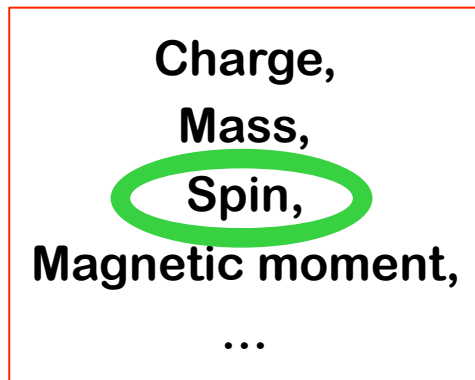 Charge,
Mass,
Spin,
Magnetic moment,
...